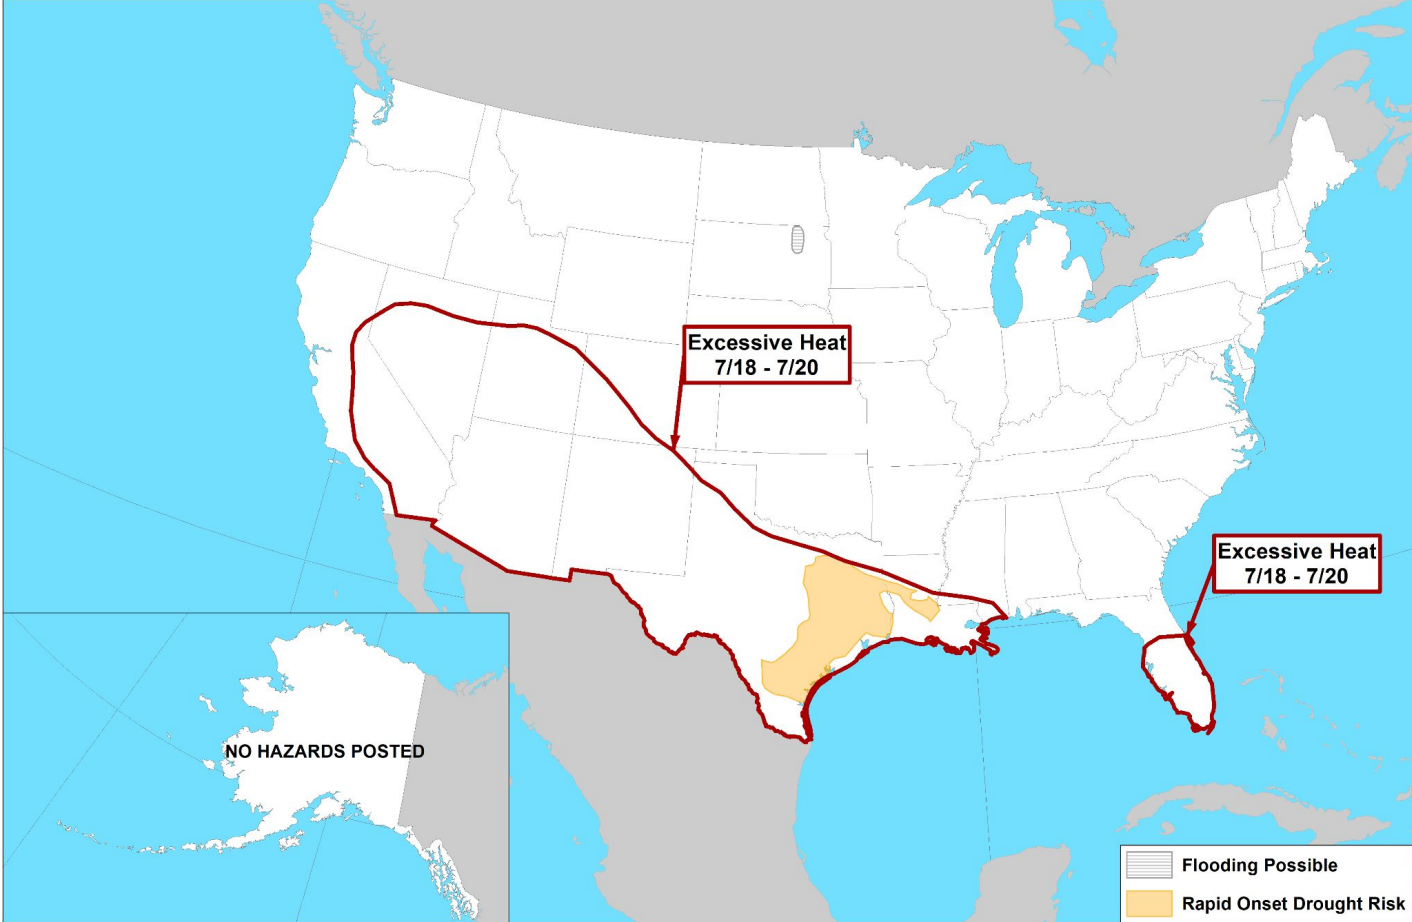 Excessive Heat
7/18 - 7/20
Excessive Heat
7/18 - 7/20
NO HAZARDS POSTED
Flooding Possible
Rapid Onset Drought Risk